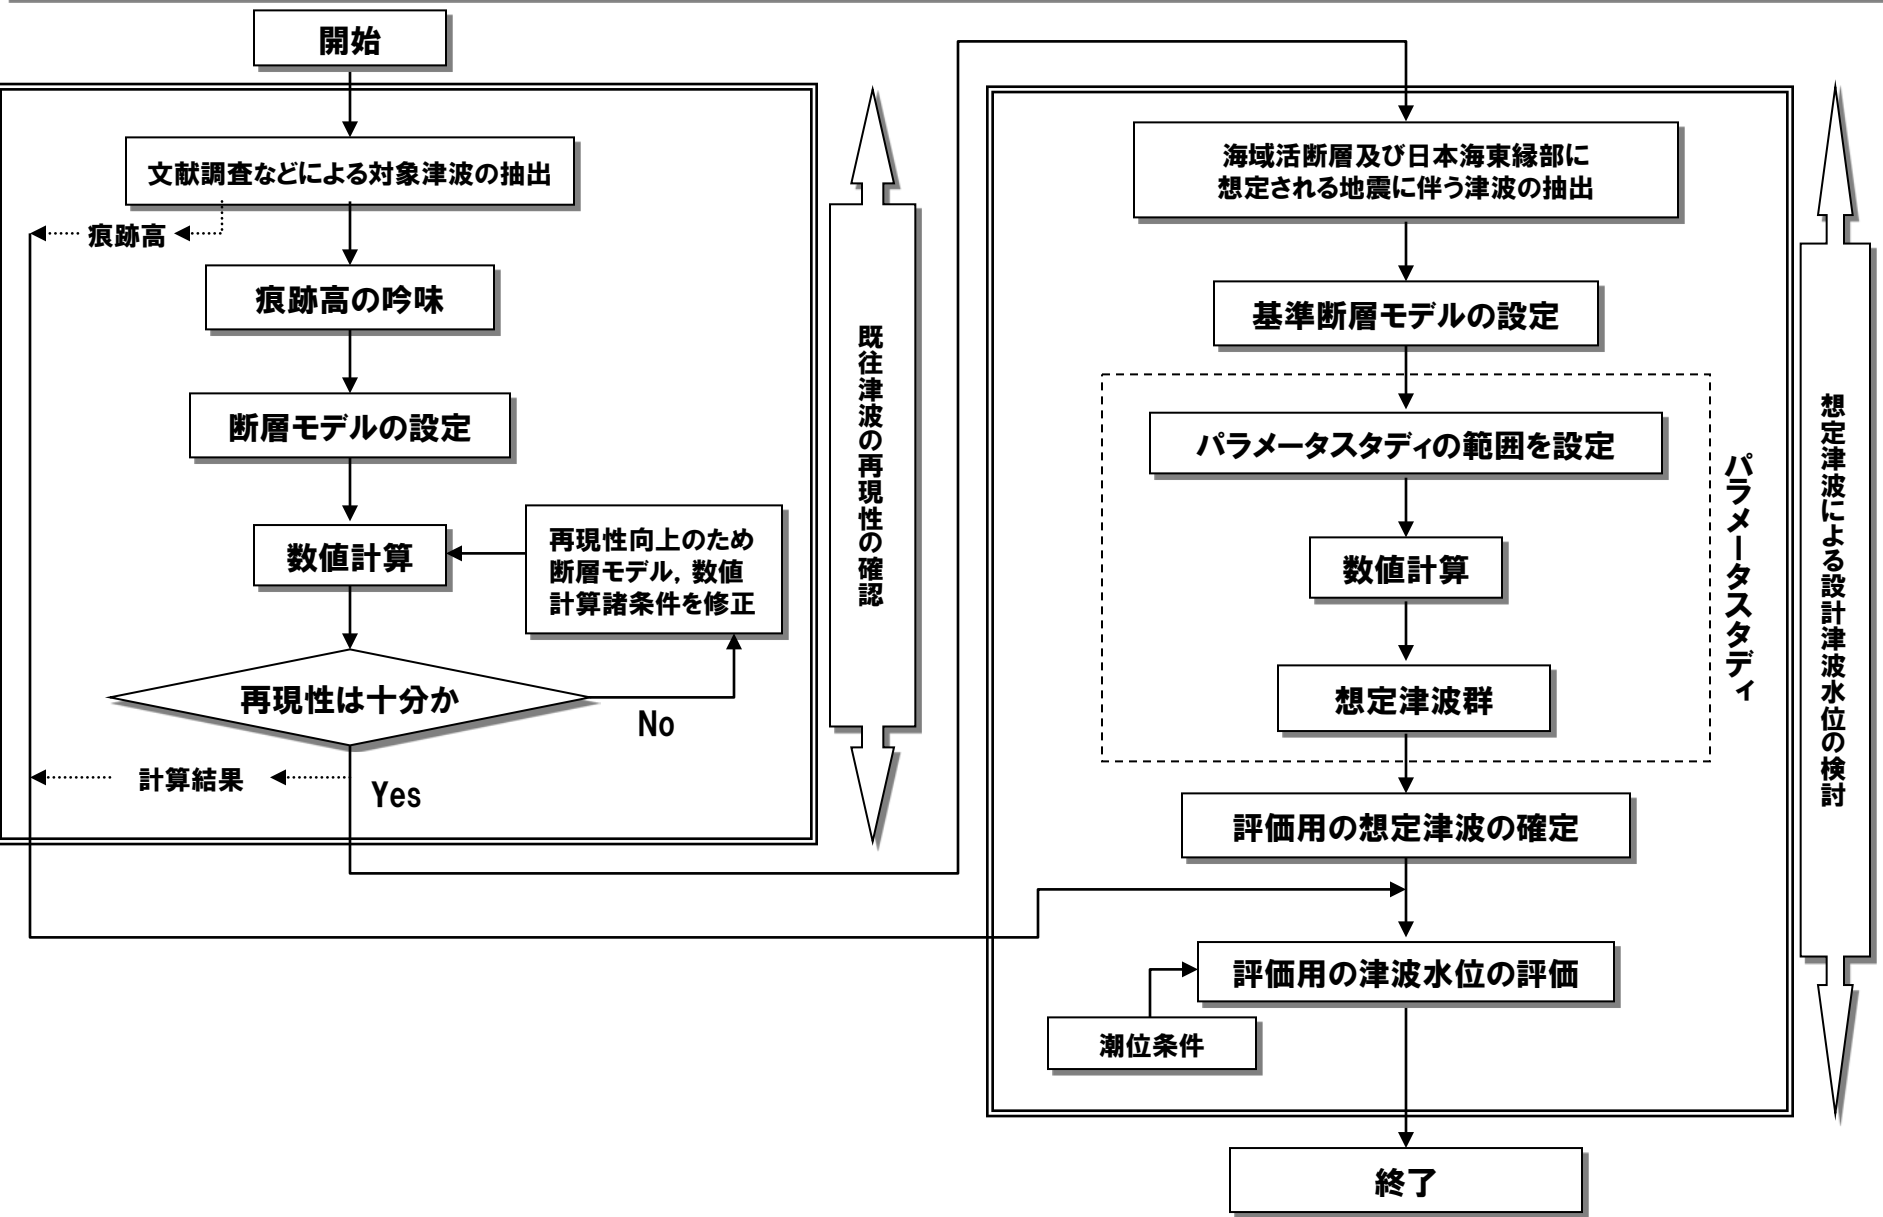 開始
文献調査などによる対象津波の抽出
痕跡高
痕跡高の吟味
断層モデルの設定
数値計算
再現性向上のため
断層モデル，数値
計算諸条件を修正
再現性は十分か
No
計算結果
Yes
既往津波の再現性の確認
海域活断層及び日本海東縁部に
想定される地震に伴う津波の抽出
基準断層モデルの設定
パラメータスタディの範囲を設定
数値計算
想定津波群
パラメータスタディ
評価用の想定津波の確定
評価用の津波水位の評価
潮位条件
終了
想定津波による設計津波水位の検討